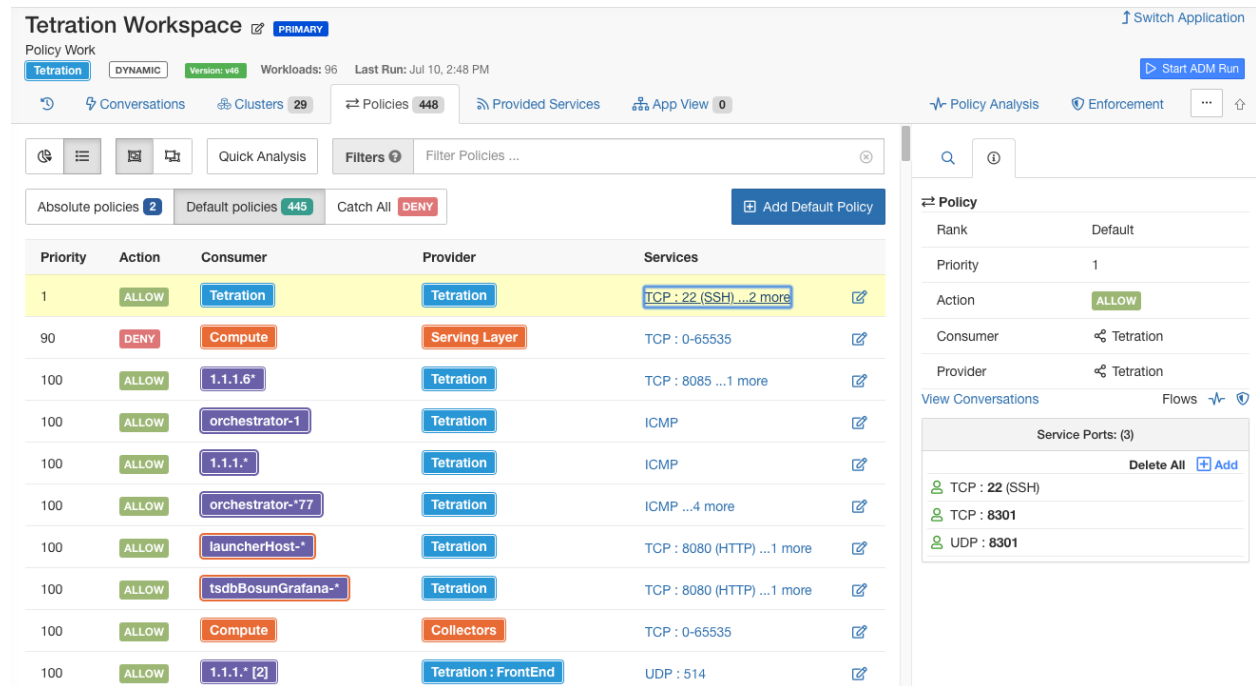 Tetration Workspace PRIMARY
Switch Application
Policy Work
Tetration DYNAMIC Version: v46 Workloads: 96 Last Run: Jul 10, 2:48 PM
Start ADM Run
Conversations Clusters 29 Policies 448 Provided Services App View 0 Policy Analysis Enforcement ...
Quick Analysis Filters Filter Policies ...
Absolute policies 2 Default policies 445 Catch All DENY Add Default Policy
Priority Action Consumer Provider Services
1 ALLOW Tetration Tetration TCP : 22 (SSH) ...2 more
90 DENY Compute Serving Layer TCP : 0-65535
100 ALLOW 1.1.1.6* Tetration TCP : 8085 ...1 more
100 ALLOW orchestrator-1 Tetration ICMP
100 ALLOW 1.1.1.* Tetration ICMP
100 ALLOW orchestrator-*77 Tetration ICMP ...4 more
100 ALLOW launcherHost-* Tetration TCP : 8080 (HTTP) ...1 more
100 ALLOW tsdbBosunGrafana-* Tetration TCP : 8080 (HTTP) ...1 more
100 ALLOW Compute Collectors TCP : 0-65535
100 ALLOW 1.1.1.* [2] Tetration : FrontEnd UDP : 514
Policy
Rank Default
Priority 1
Action ALLOW
Consumer Tetration
Provider Tetration
View Conversations Flows
Service Ports: (3)
Delete All Add
TCP : 22 (SSH)
TCP : 8301
UDP : 8301